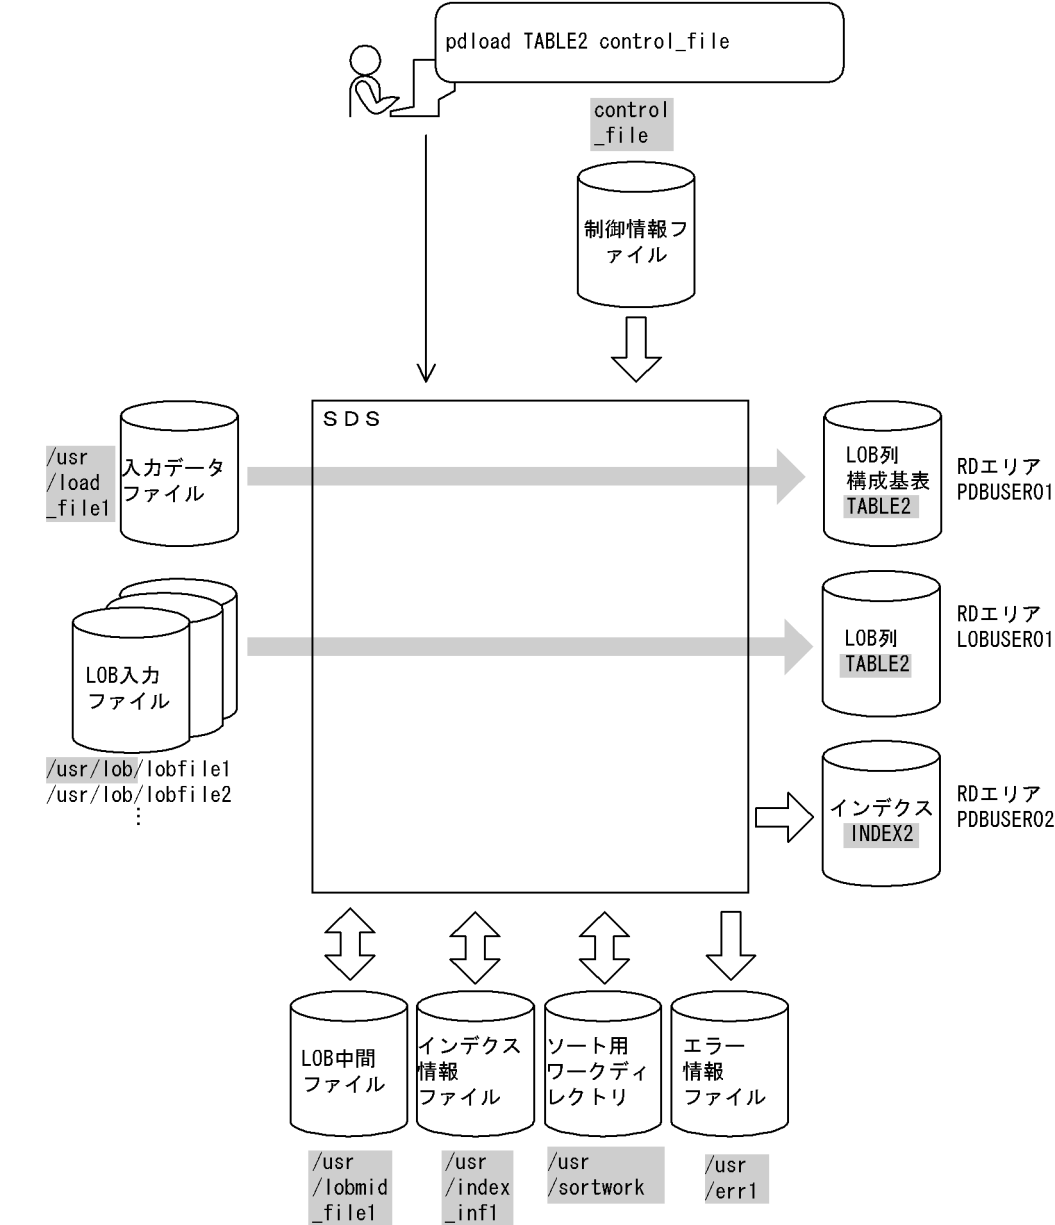 pdload TABLE2 control_file
control
_file
制御情報フ
ァイル
SDS
/usr
/load
_file1
入力データ
ファイル
LOB列
構成基表
TABLE2
RDエリア
PDBUSER01
LOB入力
ファイル
/usr/lob/lobfile1
/usr/lob/lobfile2
⋮
LOB列
TABLE2
RDエリア
LOBUSER01
インデクス
INDEX2
RDエリア
PDBUSER02
LOB中間
ファイル
/usr
/lobmid
_file1
インデクス
情報
ファイル
/usr
/index
_inf1
ソート用
ワークディ
レクトリ
/usr
/sortwork
エラー
情報
ファイル
/usr
/err1